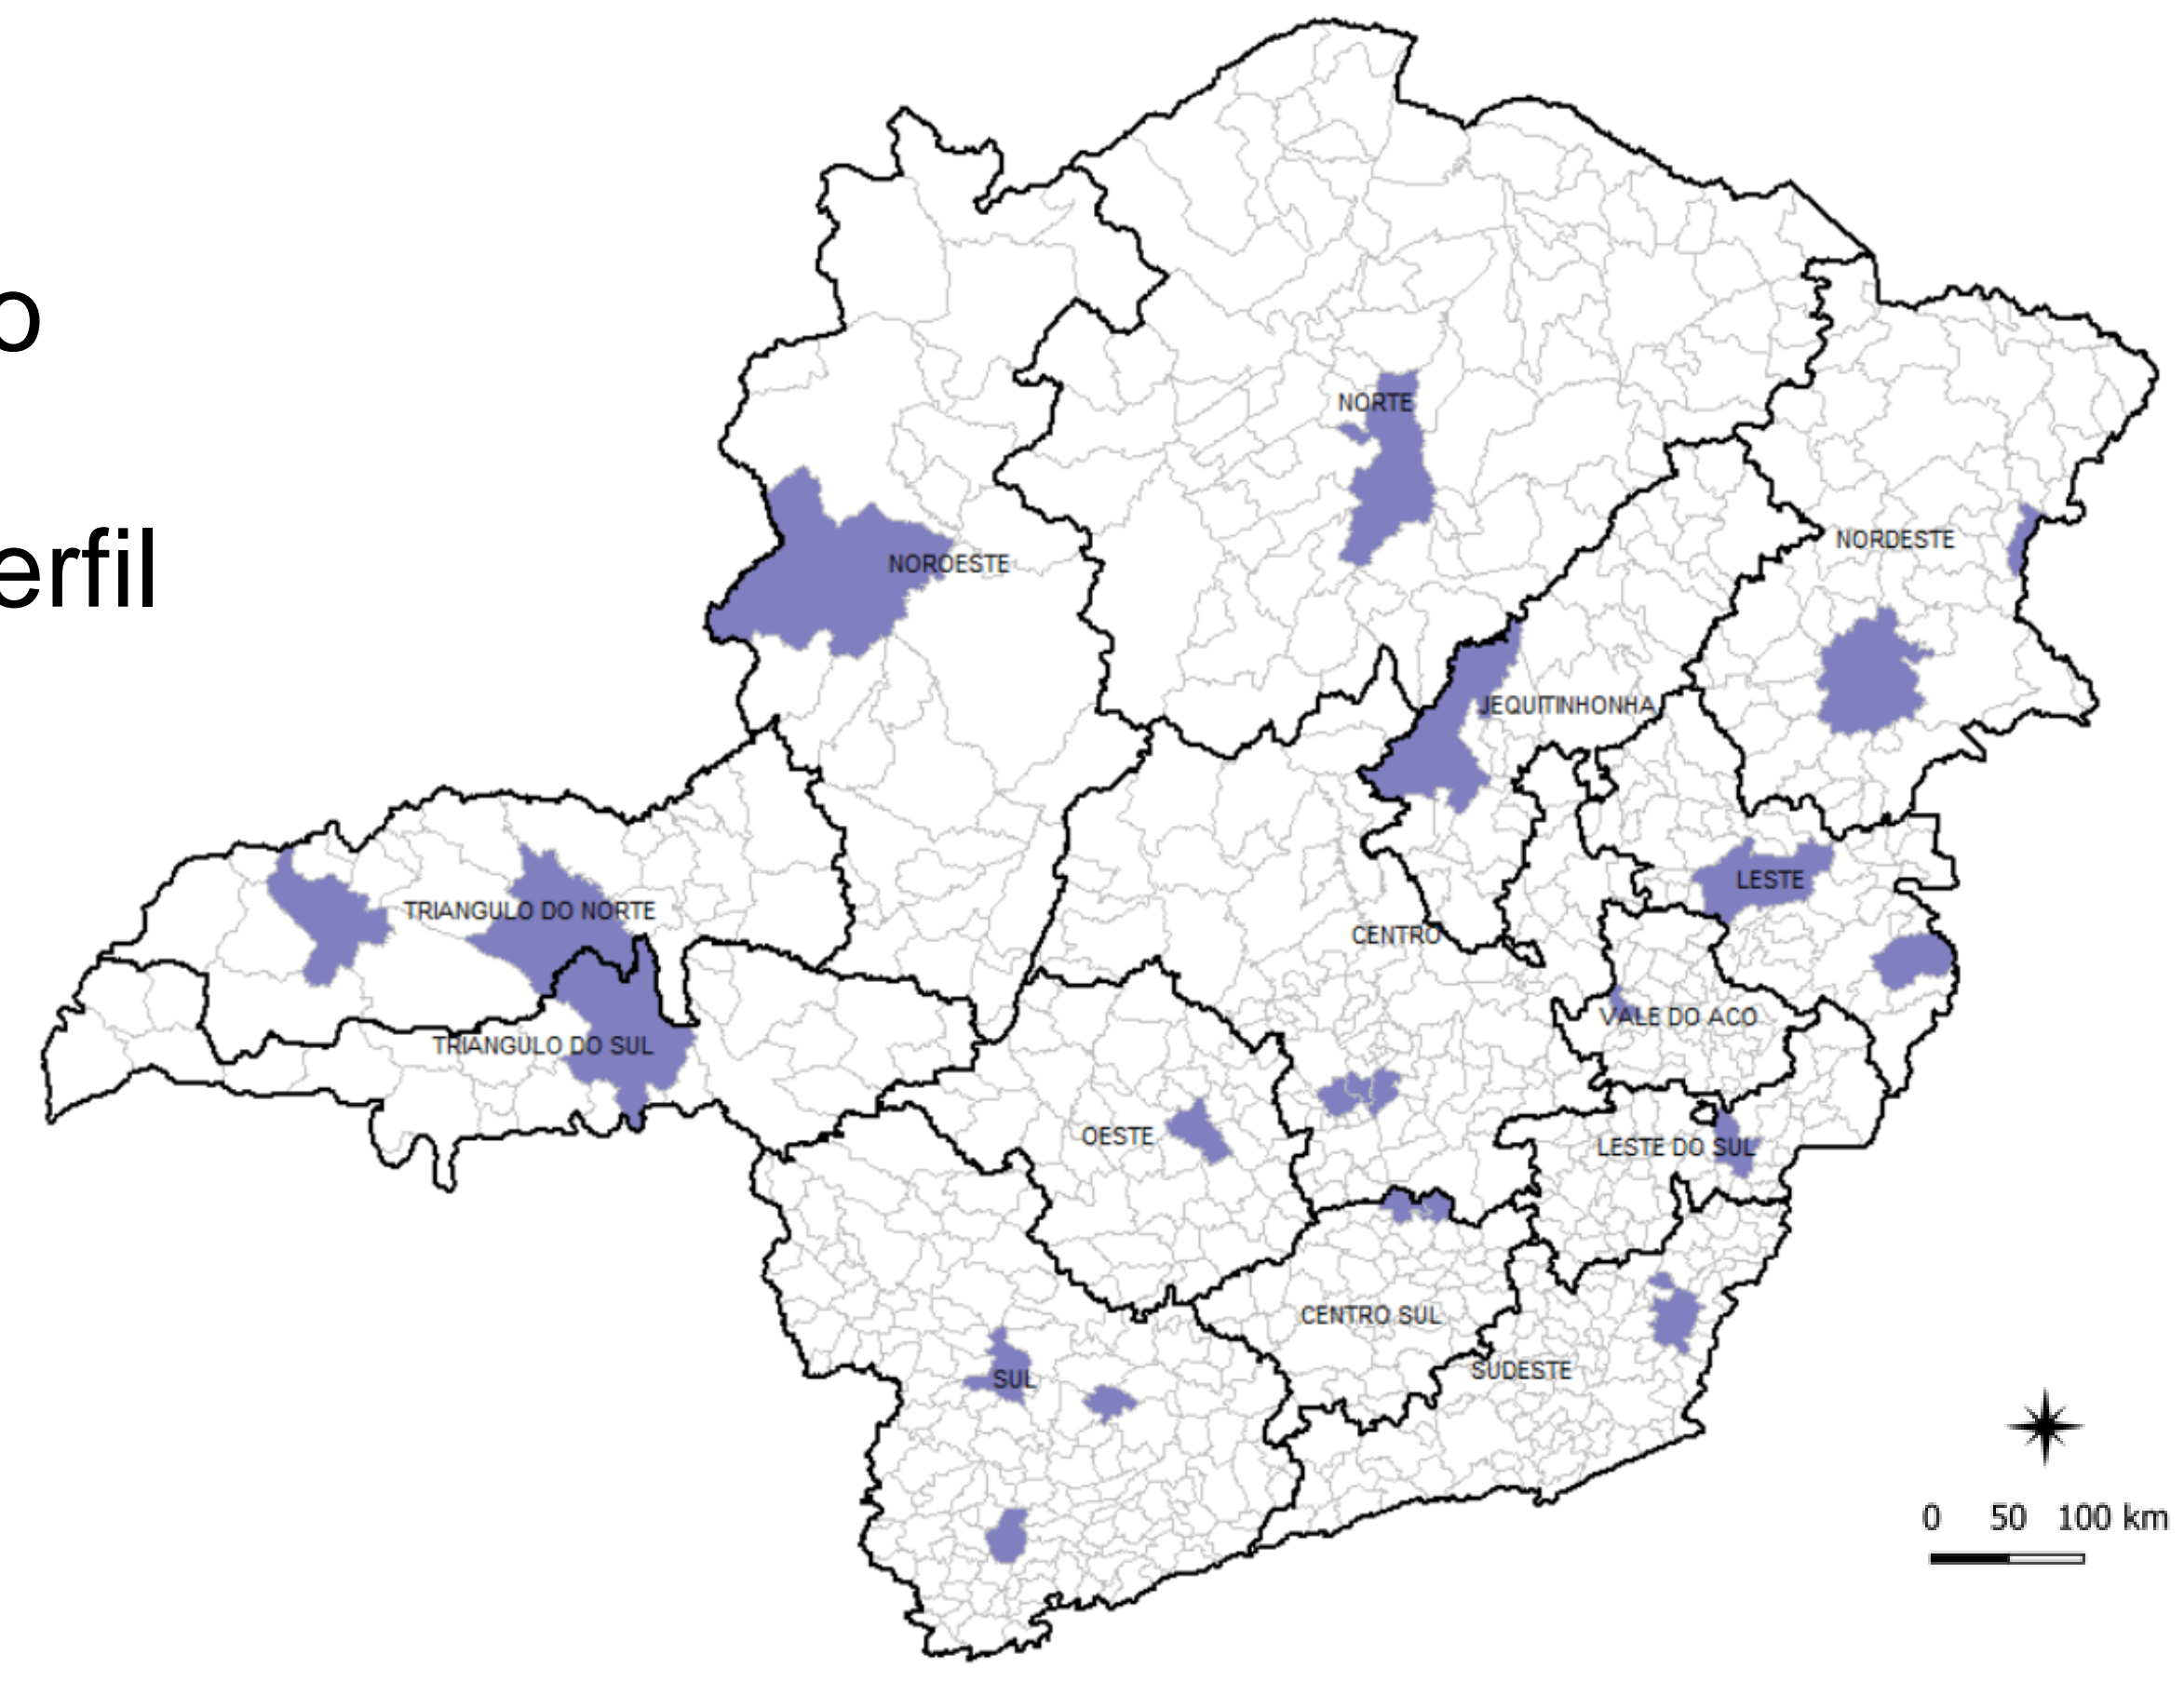 o
erfil
NORTE
NORDESTE
NOROESTE
JEQUITINHONHA
LESTE
TRIANGULO DO NORTE
CENTRO
VALE DO ACO
TRIANGULO DO SUL
OESTE
LESTE DO SUL
CENTRO SUL
SUDESTE
SUL
0 50 100 km